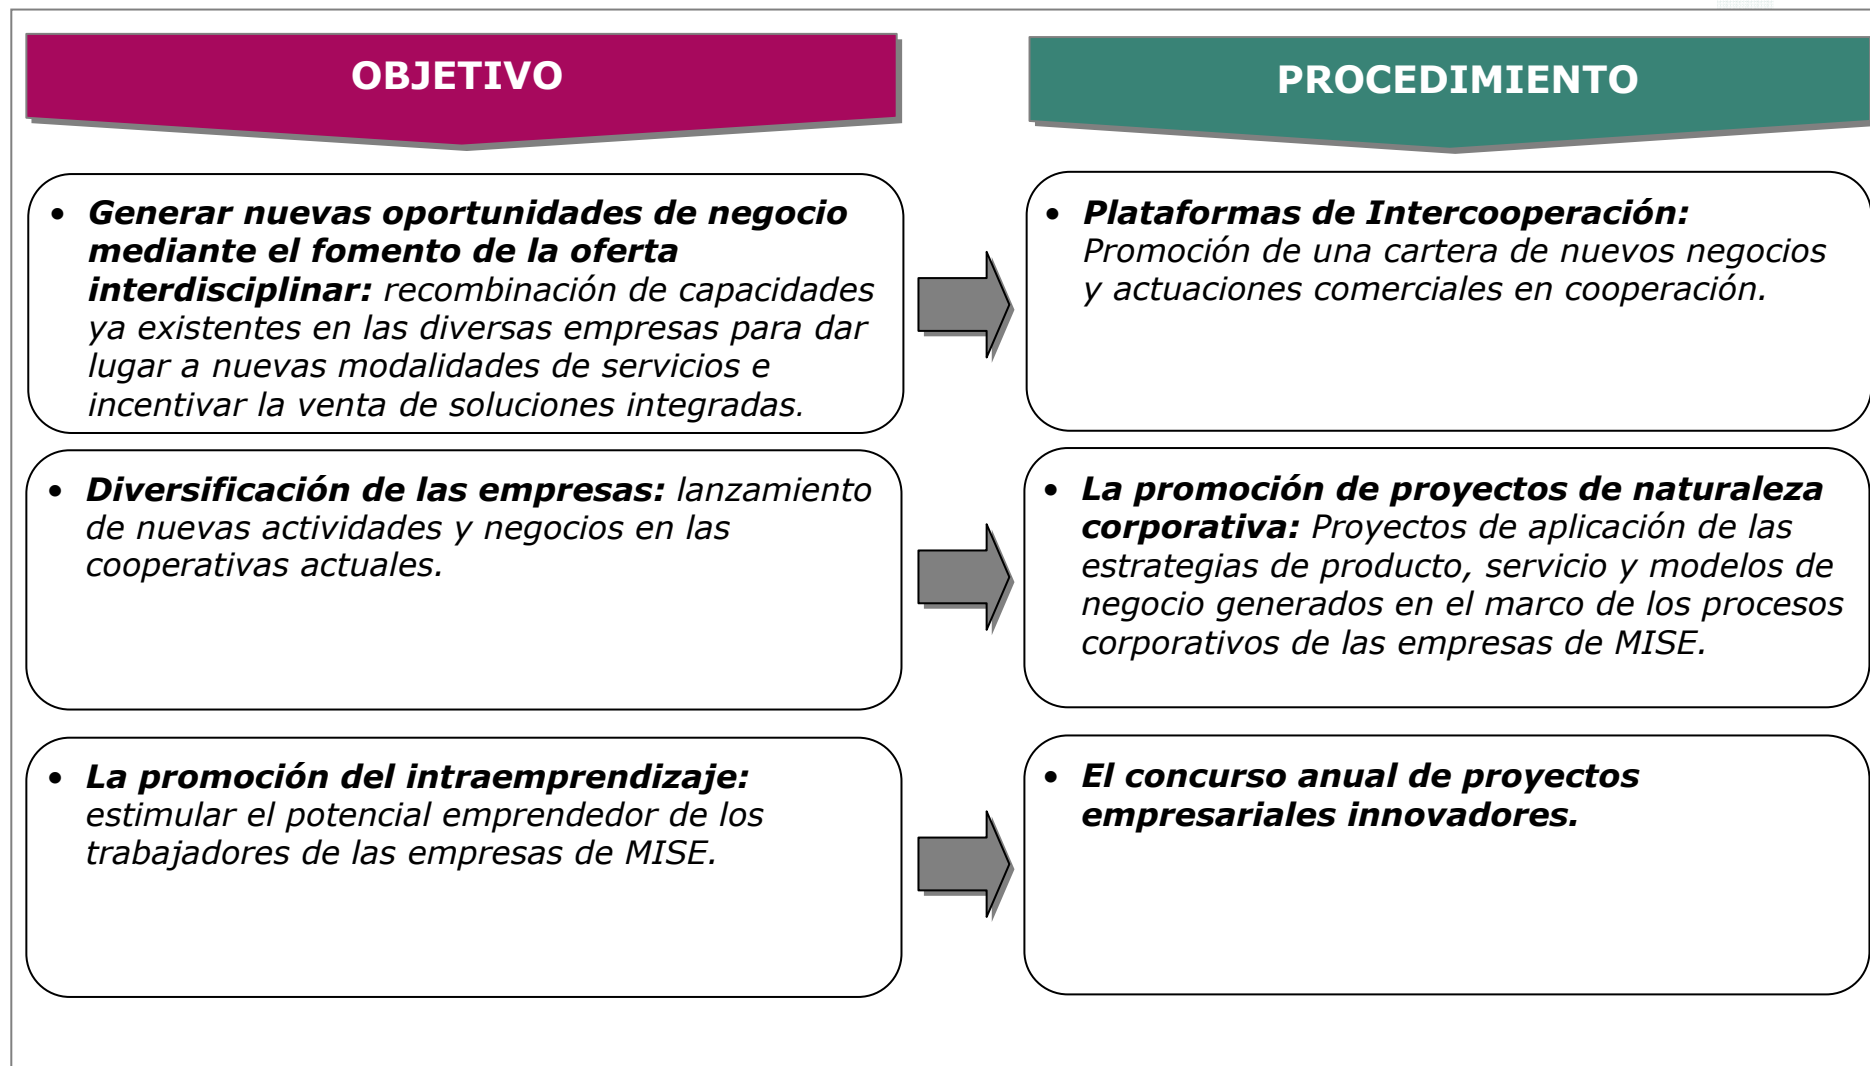 OBJETIVO
PROCEDIMIENTO
• Generar nuevas oportunidades de negocio
mediante el fomento de la oferta
interdisciplinar: recombinación de capacidades
ya existentes en las diversas empresas para dar
lugar a nuevas modalidades de servicios e
incentivar la venta de soluciones integradas.
• Plataformas de Intercooperación:
Promoción de una cartera de nuevos negocios
y actuaciones comerciales en cooperación.
• Diversificación de las empresas: lanzamiento
de nuevas actividades y negocios en las
cooperativas actuales.
• La promoción de proyectos de naturaleza
corporativa: Proyectos de aplicación de las
estrategias de producto, servicio y modelos de
negocio generados en el marco de los procesos
corporativos de las empresas de MISE.
• La promoción del intraemprendizaje:
estimular el potencial emprendedor de los
trabajadores de las empresas de MISE.
• El concurso anual de proyectos
empresariales innovadores.